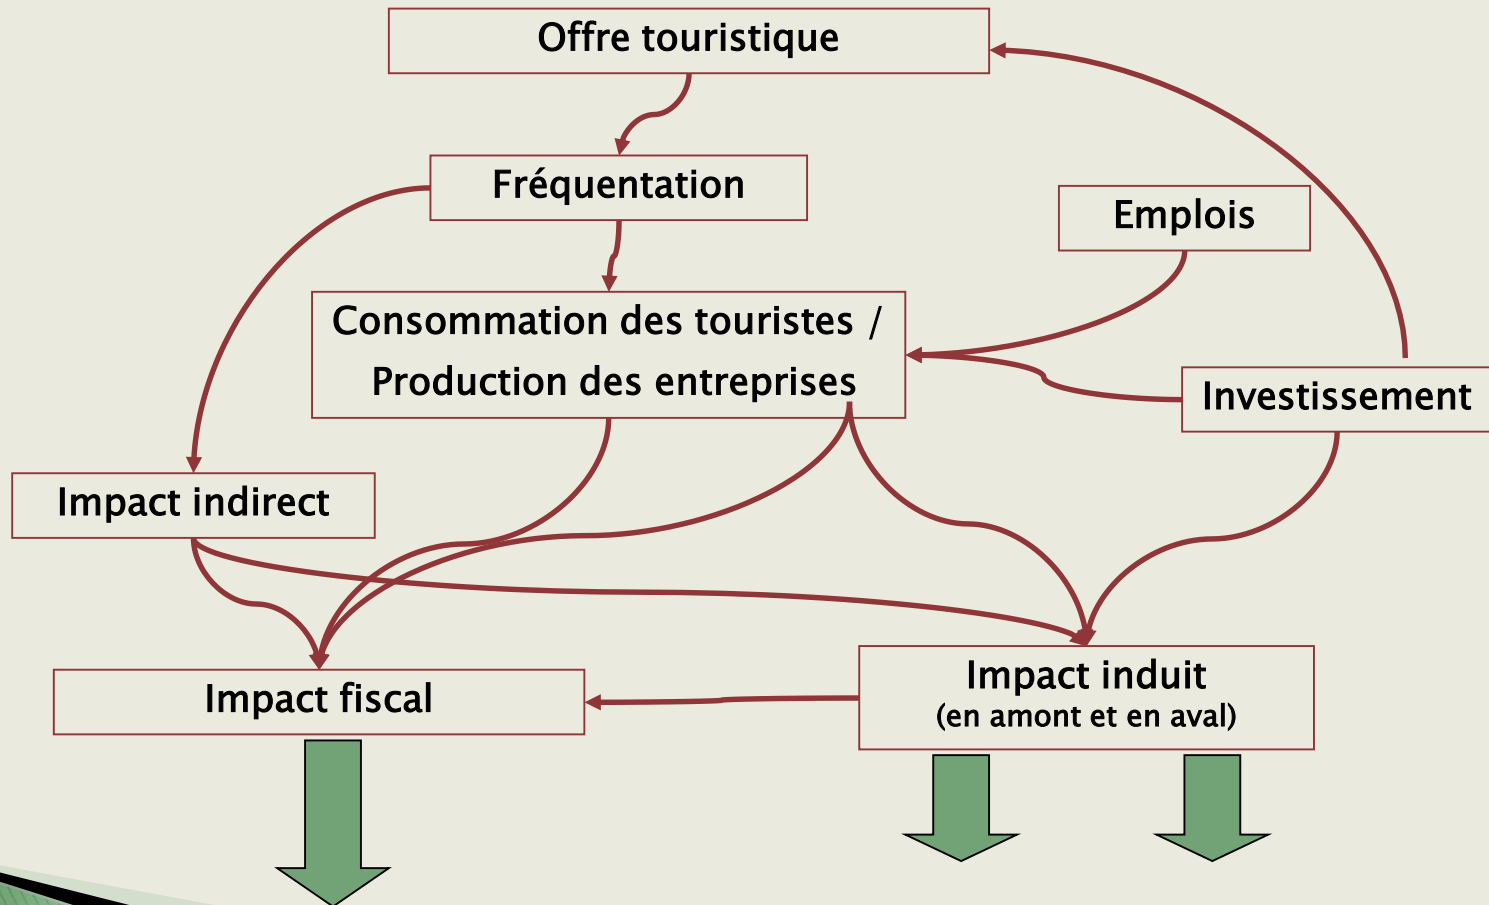 Offre touristique
Fréquentation
Emplois
Consommation des touristes /
Production des entreprises
Investissement
Impact indirect
Impact fiscal
Impact induit
(en amont et en aval)